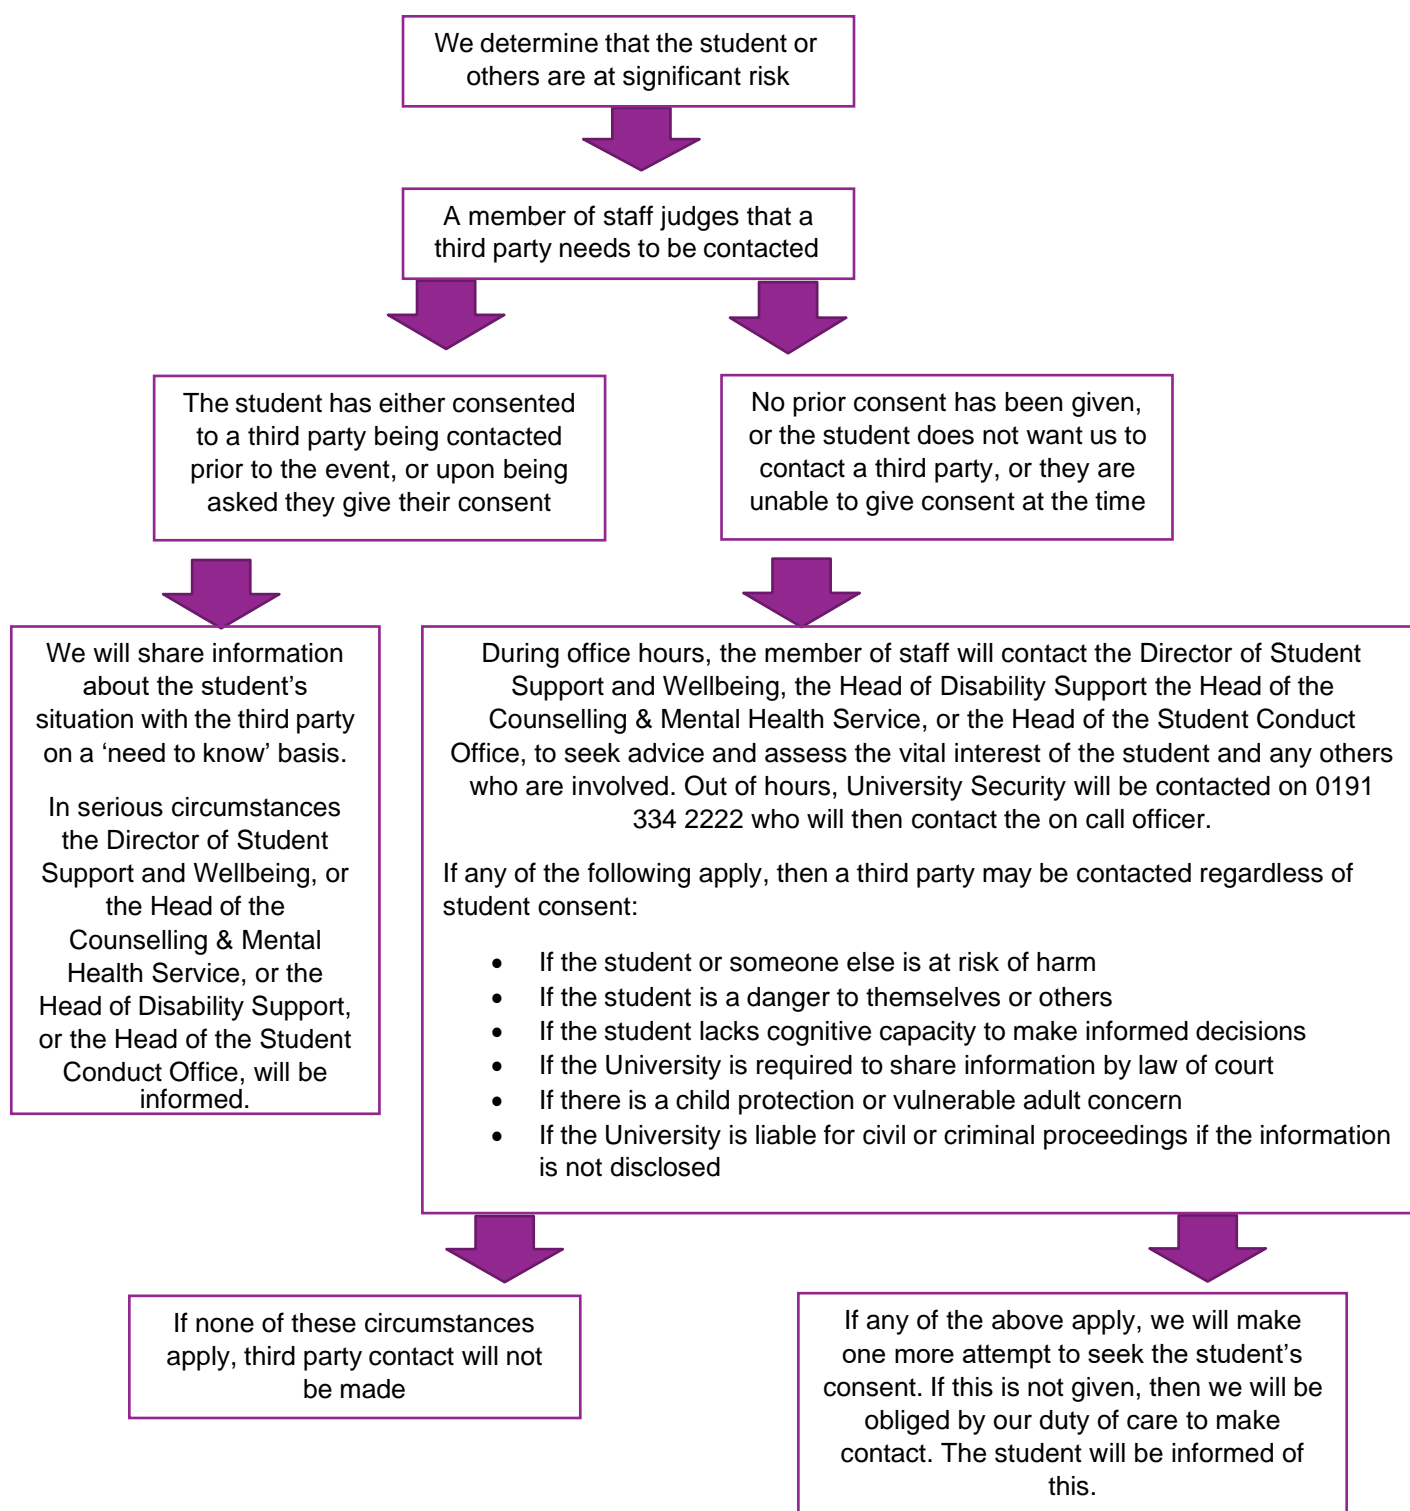 We determine that the student or
others are at significant risk
A member of staff judges that a
third party needs to be contacted
The student has either consented
to a third party being contacted
prior to the event, or upon being
asked they give their consent
No prior consent has been given,
or the student does not want us to
contact a third party, or they are
unable to give consent at the time
We will share information
about the student’s
situation with the third party
on a ‘need to know’ basis.
In serious circumstances
the Director of Student
Support and Wellbeing, or
the Head of the
Counselling & Mental
Health Service, or the
Head of Disability Support,
or the Head of the Student
Conduct Office, will be
informed.
During office hours, the member of staff will contact the Director of Student
Support and Wellbeing, the Head of Disability Support the Head of the
Counselling & Mental Health Service, or the Head of the Student Conduct
Office, to seek advice and assess the vital interest of the student and any others
who are involved. Out of hours, University Security will be contacted on 0191
334 2222 who will then contact the on call officer.
If any of the following apply, then a third party may be contacted regardless of
student consent:
• If the student or someone else is at risk of harm
• If the student is a danger to themselves or others
• If the student lacks cognitive capacity to make informed decisions
• If the University is required to share information by law of court
• If there is a child protection or vulnerable adult concern
• If the University is liable for civil or criminal proceedings if the information
is not disclosed
If none of these circumstances
apply, third party contact will not
be made
If any of the above apply, we will make
one more attempt to seek the student’s
consent. If this is not given, then we will be
obliged by our duty of care to make
contact. The student will be informed of
this.